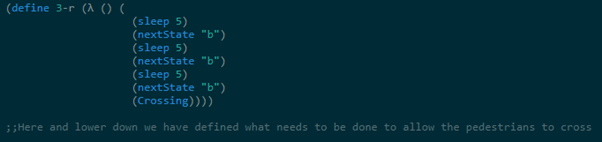 (define 3-r (λ () (
(sleep 5)
(nextState "b")
(sleep 5)
(nextState "b")
(sleep 5)
(nextState "b")
(Crossing))))
;;Here and lower down we have defined what needs to be done to allow the pedestrians to cross